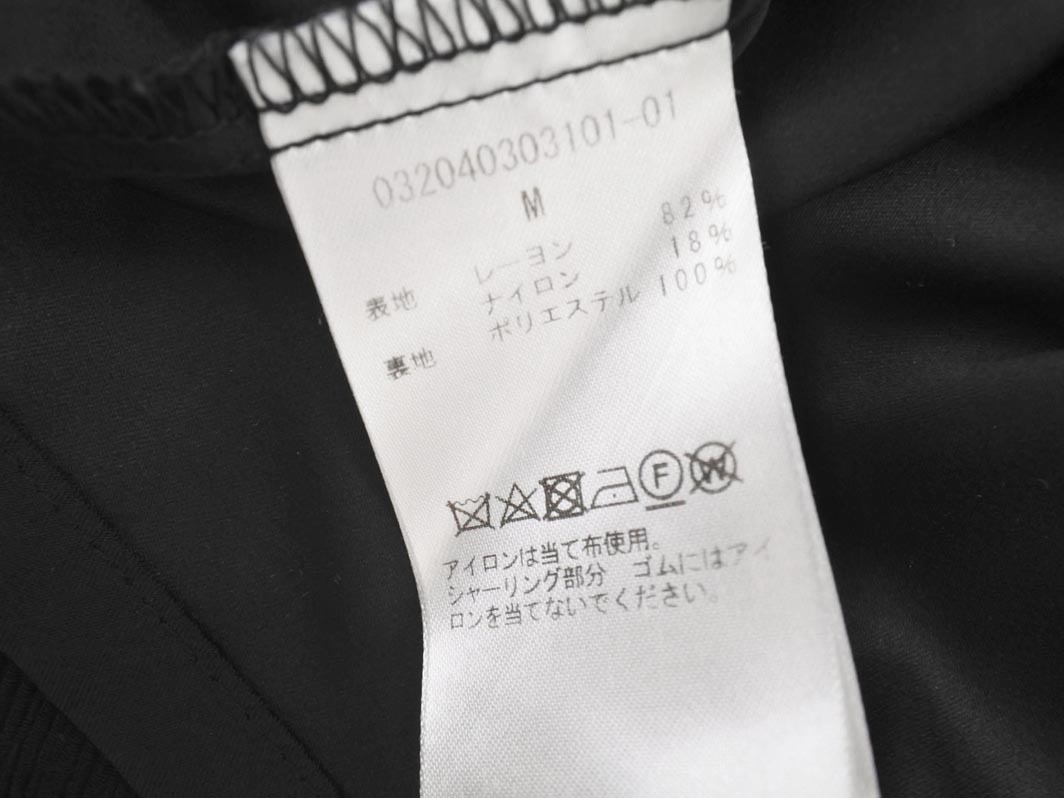 032040303101-01
M
表地 レーヨン 82%
ナイロン 18%
裏地 ポリエステル 100%
F W
アイロンは当て布使用。
シャーリング部分 ゴムにはアイ
ロンを当てないでください。